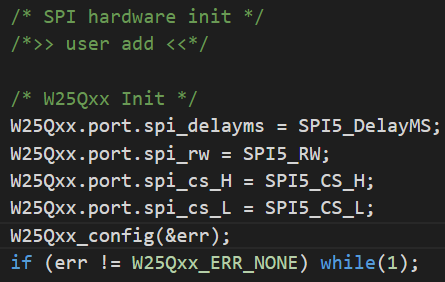 /* SPI hardware init */
/*>> user add <<*/
/* W25Qxx Init */
W25Qxx.port.spi_delayms = SPI5_DelayMS;
W25Qxx.port.spi_rw = SPI5_RW;
W25Qxx.port.spi_cs_H = SPI5_CS_H;
W25Qxx.port.spi_cs_L = SPI5_CS_L;
W25Qxx_config(&err);
if (err != W25Qxx_ERR_NONE) while(1);